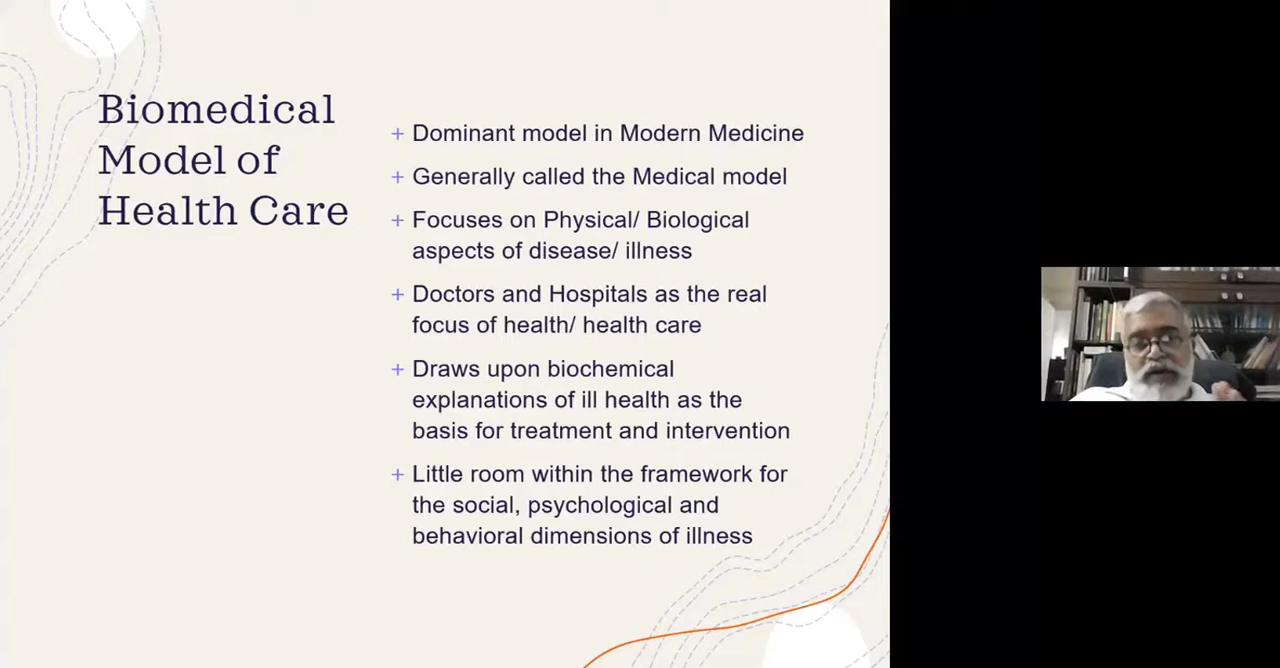 Biomedical
Model of
Health Care
+ Dominant model in Modern Medicine
+ Generally called the Medical model
+ Focuses on Physical/ Biological
aspects of disease/ illness
+ Doctors and Hospitals as the real
focus of health/ health care
+ Draws upon biochemical
explanations of ill health as the
basis for treatment and intervention
+ Little room within the framework for
the social, psychological and
behavioral dimensions of illness